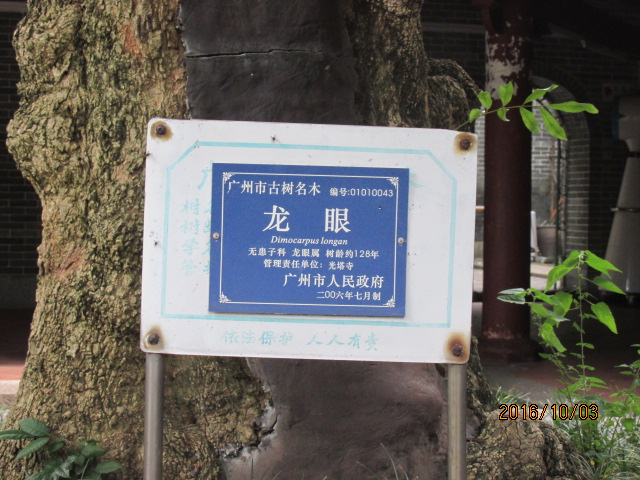 广州市古树名木 编号:01010043
龙 眼
Dimocarpus longan
无患子科 龙眼属 树龄约128年
管理责任单位：光塔寺
广州市人民政府
二00六年七月制
依法保护 人人有责
2016/10/03